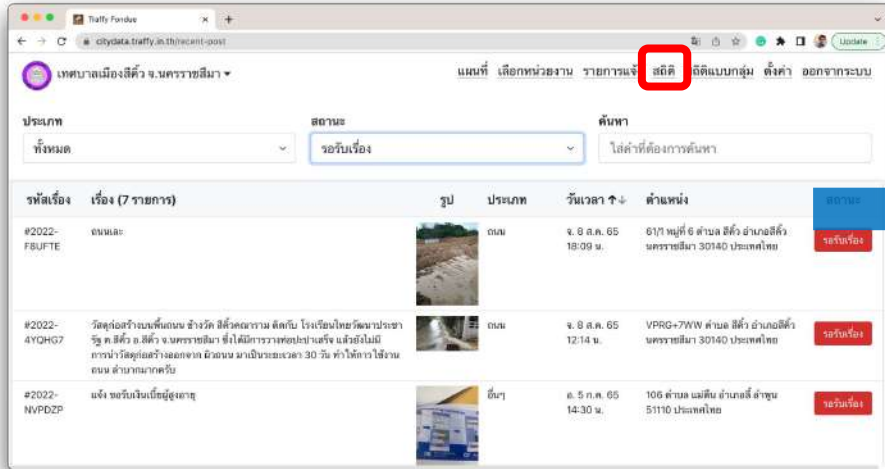 Traffy Fondue
citydata.traffy.in.th/recent-post
Update
เทศบาลเมืองสีคิ้ว จ.นครราชสีมา
แผนที่ เลือกหน่วยงาน รายการแจ้ง สถิติ สถิติแบบกลุ่ม ตั้งค่า ออกจากระบบ
ประเภท สถานะ ค้นหา
ทั้งหมด รอรับเรื่อง ใส่คำที่ต้องการค้นหา
รหัสเรื่อง เรื่อง (7 รายการ) รูป ประเภท วันเวลา ↑↓ ตำแหน่ง สถานะ
#2022- ถนนเละ ถนน จ. 8 ส.ค. 65 61/1 หมู่ที่ 6 ตำบล สีคิ้ว อำเภอสีคิ้ว รอรับเรื่อง
F8UFTE 18:09 น. นครราชสีมา 30140 ประเทศไทย
#2022- วัสดุก่อสร้างบนพื้นถนน ข้างวัด สีคิ้วคณาราม ติดกับ โรงเรียนไทยวัฒนาประชา ถนน จ. 8 ส.ค. 65 VPRG+7WW ตำบล สีคิ้ว อำเภอสีคิ้ว รอรับเรื่อง
4YQHG7 รัฐ ต.สีคิ้ว อ.สีคิ้ว จ.นครราชสีมา ซึ่งได้มีการวางท่อปะปาเสร็จ แล้วยังไม่มี 12:14 น. นครราชสีมา 30140 ประเทศไทย
การนำวัสดุก่อสร้างออกจาก ผิวถนน มาเป็นระยะเวลา 30 วัน ทำให้การใช้งาน
ถนน ลำบากมากครับ
#2022- แจ้ง ขอรับเงินเบี้ยผู้สูงอายุ อื่นๆ อ. 5 ก.ค. 65 106 ตำบล แม่ตืน อำเภอลี้ ลำพูน รอรับเรื่อง
NVPDZP 14:30 น. 51110 ประเทศไทย